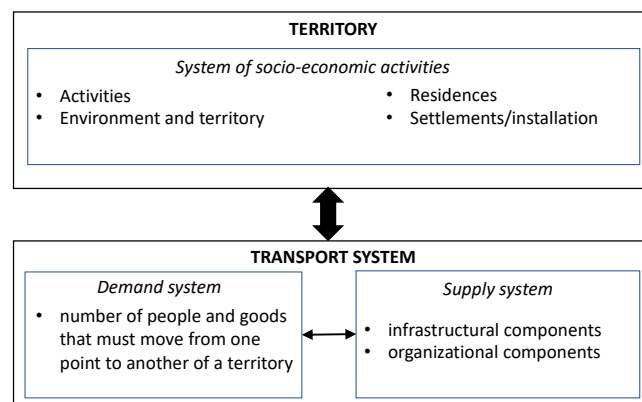 TERRITORY
System of socio-economic activities
• Activities
• Environment and territory
• Residences
• Settlements/installation
TRANSPORT SYSTEM
Demand system
• number of people and goods
that must move from one
point to another of a territory
Supply system
• infrastructural components
• organizational components